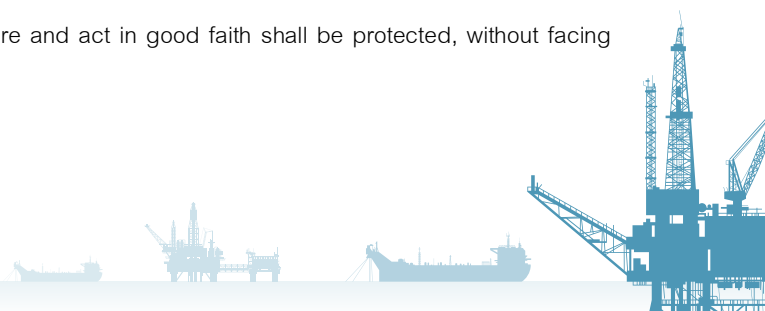 re and act in good faith shall be protected, without facing